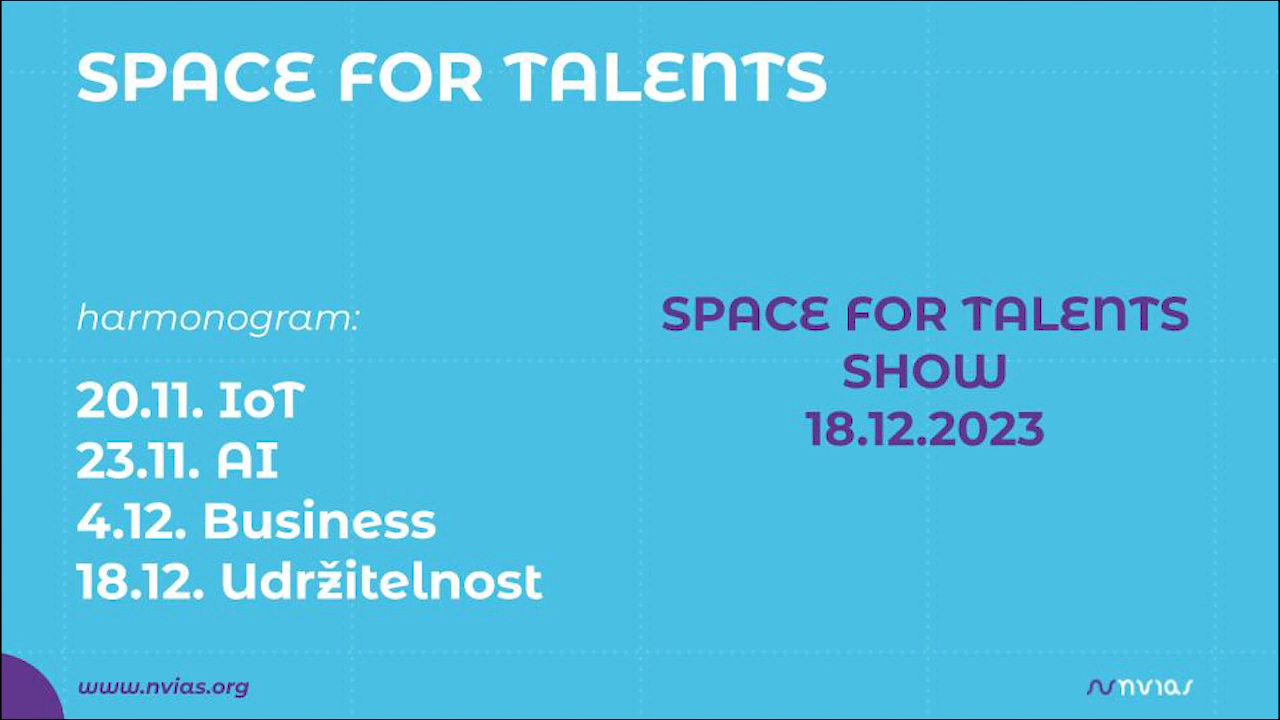 SPACE FOR TALENTS
harmonogram:
20.11. IoT
23.11. AI
4.12. Business
18.12. Udržitelnost
SPACE FOR TALENTS
SHOW
18.12.2023
www.nvias.org
nvias